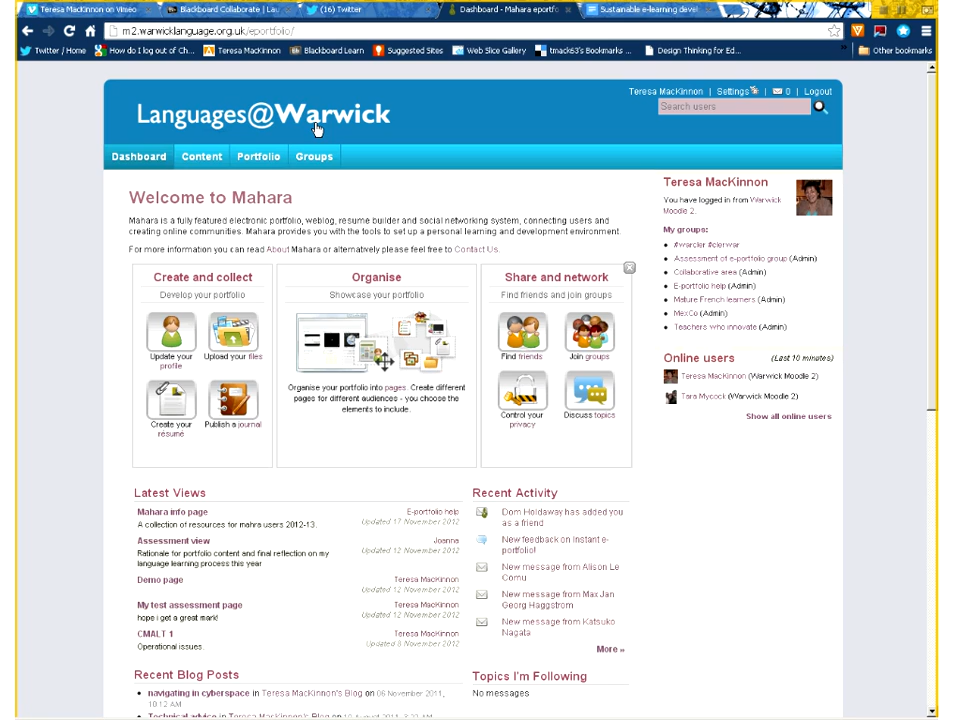 Teresa MacKinnon on Vimeo
Blackboard Collaborate | Lau
(16) Twitter
Dashboard - Mahara eportfo
Sustainable e-learning devel
m2.warwicklanguage.org.uk/eportfolio/
Twitter / Home
How do I log out of Ch...
Teresa MacKinnon
Blackboard Learn
Suggested Sites
Web Slice Gallery
tmack63's Bookmarks ...
Design Thinking for Ed...
Other bookmarks
Languages@Warwick
Teresa MacKinnon | Settings | 0 | Logout
Search users
Dashboard Content Portfolio Groups
Welcome to Mahara
Mahara is a fully featured electronic portfolio, weblog, resume builder and social networking system, connecting users and
creating online communities. Mahara provides you with the tools to set up a personal learning and development environment.
For more information you can read About Mahara or alternatively please feel free to Contact Us.
Create and collect
Develop your portfolio
Update your
profile
Upload your files
Create your
résumé
Publish a journal
Organise
Showcase your portfolio
Organise your portfolio into pages. Create different
pages for different audiences - you choose the
elements to include.
Share and network
Find friends and join groups
Find friends
Join groups
Control your
privacy
Discuss topics
Teresa MacKinnon
You have logged in from Warwick
Moodle 2.
My groups:
#warcler #clerwar
Assessment of e-portfolio group (Admin)
Collaborative area (Admin)
E-portfolio help (Admin)
Mature French learners (Admin)
MexCo (Admin)
Teachers who innovate (Admin)
Online users
(Last 10 minutes)
Teresa MacKinnon (Warwick Moodle 2)
Tara Mycock (Warwick Moodle 2)
Show all online users
Latest Views
Mahara info page
E-portfolio help
A collection of resources for mahra users 2012-13.
Updated 17 November 2012
Assessment view
Joanna
Rationale for portfolio content and final reflection on my
language learning process this year
Updated 12 November 2012
Demo page
Teresa MacKinnon
Updated 12 November 2012
My test assessment page
Teresa MacKinnon
hope i get a great mark!
Updated 12 November 2012
CMALT 1
Teresa MacKinnon
Operational issues.
Updated 8 November 2012
Recent Activity
Dom Holdaway has added you
as a friend
New feedback on Instant e-
portfolio!
New message from Alison Le
Cornu
New message from Max Jan
Georg Haggstrom
New message from Katsuko
Nagata
More »
Recent Blog Posts
navigating in cyberspace in Teresa MacKinnon's Blog on 06 November 2011,
10:12 AM
Technical advice in Teresa MacKinnon's Blog on
Topics I'm Following
No messages